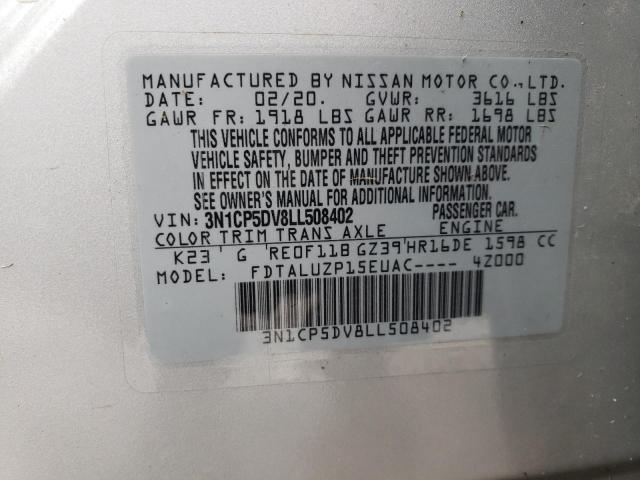 MANUFACTURED BY NISSAN MOTOR CO., LTD.
DATE: 02/20. GVWR: 3616 LBS
GAWR FR: 1918 LBS GAWR RR: 1698 LBS
THIS VEHICLE CONFORMS TO ALL APPLICABLE FEDERAL MOTOR
VEHICLE SAFETY, BUMPER AND THEFT PREVENTION STANDARDS
IN EFFECT ON THE DATE OF MANUFACTURE SHOWN ABOVE.
SEE OWNER'S MANUAL FOR ADDITIONAL INFORMATION.
VIN: 3N1CP5DV8LL508402 PASSENGER CAR.
COLOR TRIM TRANS AXLE ENGINE
K23 G RE0F11B GZ39 HR16DE 1598 CC
MODEL: FDTALUZP15EUAC---- 4Z000
3N1CP5DV8LL508402